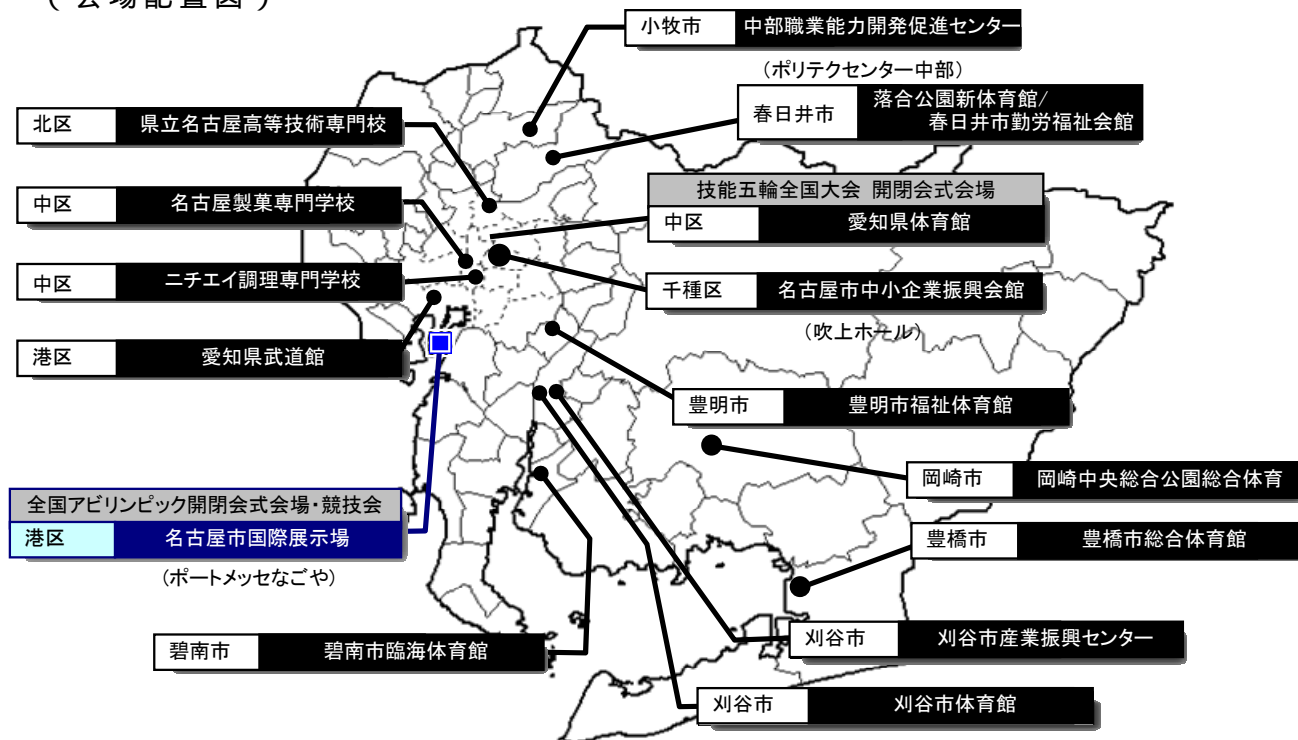 (会場配置図)
小牧市 中部職業能力開発促進センター
(ポリテクセンター中部)
春日井市 落合公園新体育館/
春日井市勤労福祉会館
北区 県立名古屋高等技術専門校
技能五輪全国大会 開閉会式会場
中区 愛知県体育館
中区 名古屋製菓専門学校
中区 ニチエイ調理専門学校
千種区 名古屋市中小企業振興会館
(吹上ホール)
港区 愛知県武道館
豊明市 豊明市福祉体育館
岡崎市 岡崎中央総合公園総合体育
全国アビリンピック開閉会式会場・競技会
港区 名古屋市国際展示場
(ポートメッセなごや)
豊橋市 豊橋市総合体育館
碧南市 碧南市臨海体育館
刈谷市 刈谷市産業振興センター
刈谷市 刈谷市体育館